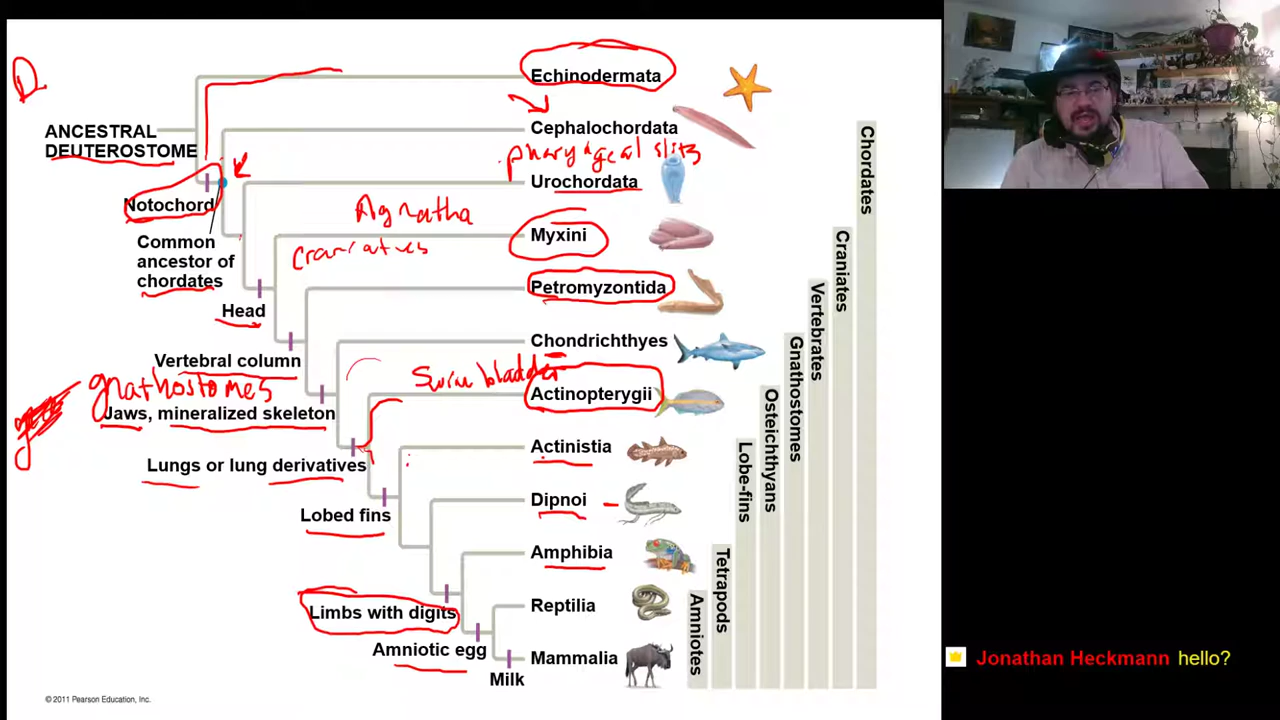 D.
Echinodermata
ANCESTRAL
DEUTEROSTOME
Cephalochordata
pharyageal slits
Urochordata
Notochord
Agnatha
Myxini
craniatves
Common
ancestor of
chordates
Petromyzontida
Head
Chondrichthyes
Vertebral column
Swim bladder
gnathostomes
Actinopterygii
Jaws, mineralized skeleton
Actinistia
Lungs or lung derivatives
Dipnoi
Lobed fins
Amphibia
Limbs with digits
Reptilia
Amniotic egg
Mammalia
Milk
Chordates
Craniates
Vertebrates
Gnathostomes
Osteichthyans
Lobe-fins
Tetrapods
Amniotes
© 2011 Pearson Education, Inc.
Jonathan Heckmann hello?